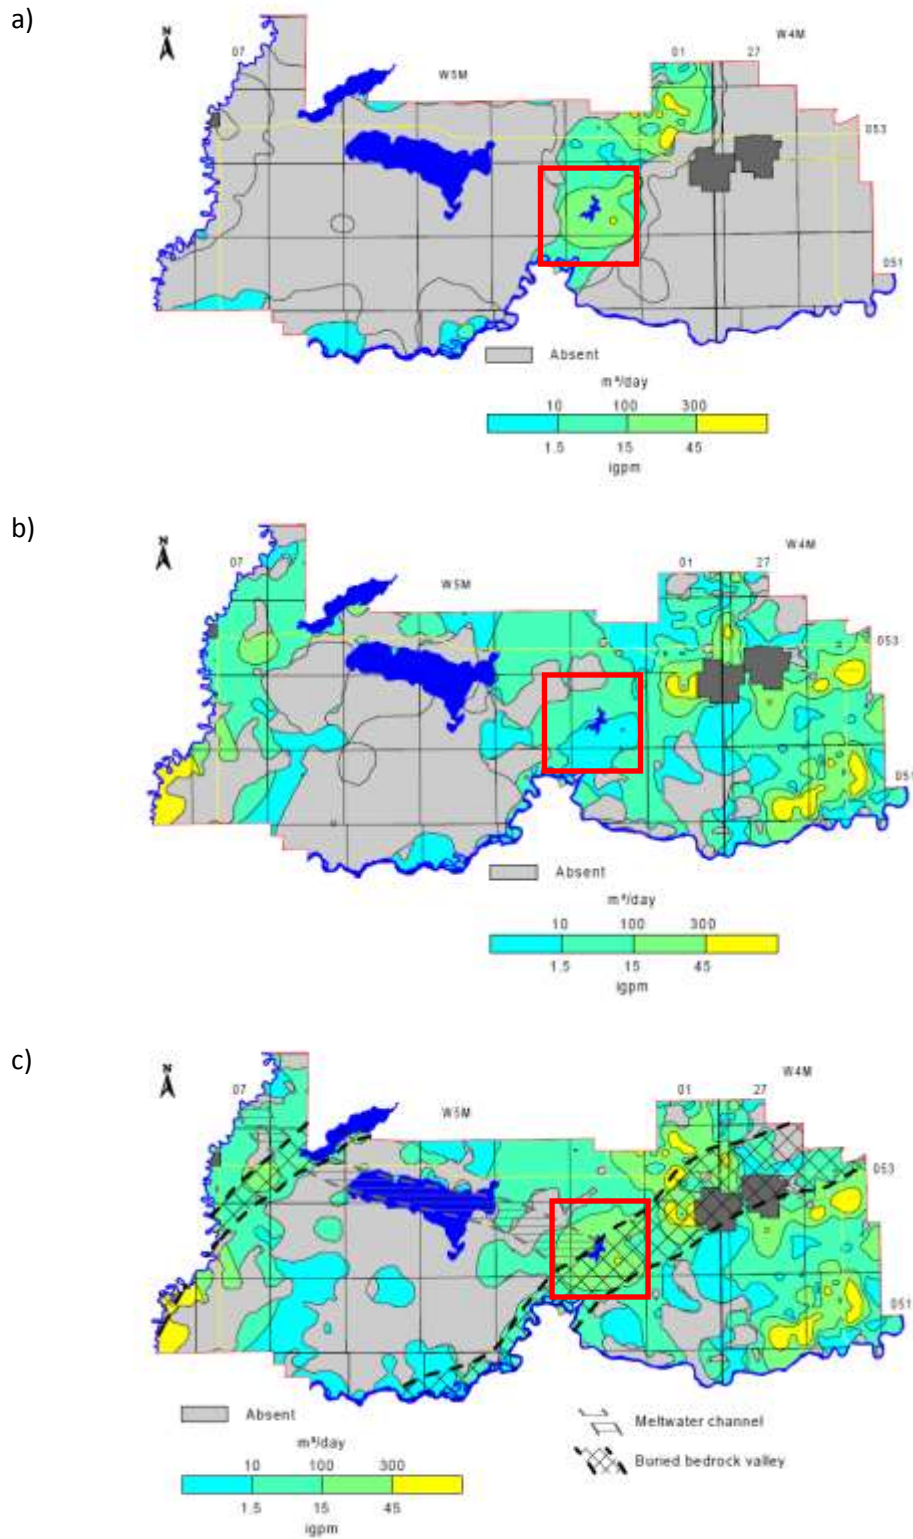 a)
N
07
W5M
01
27
W4M
053
051
Absent
m³/day
10 100 300
1.5 15 45
igpm
b)
N
07
W5M
01
27
W4M
053
051
Absent
m³/day
10 100 300
1.5 15 45
igpm
c)
N
07
W5M
01
27
W4M
053
051
Absent
m³/day
10 100 300
1.5 15 45
igpm
Meltwater channel
Buried bedrock valley